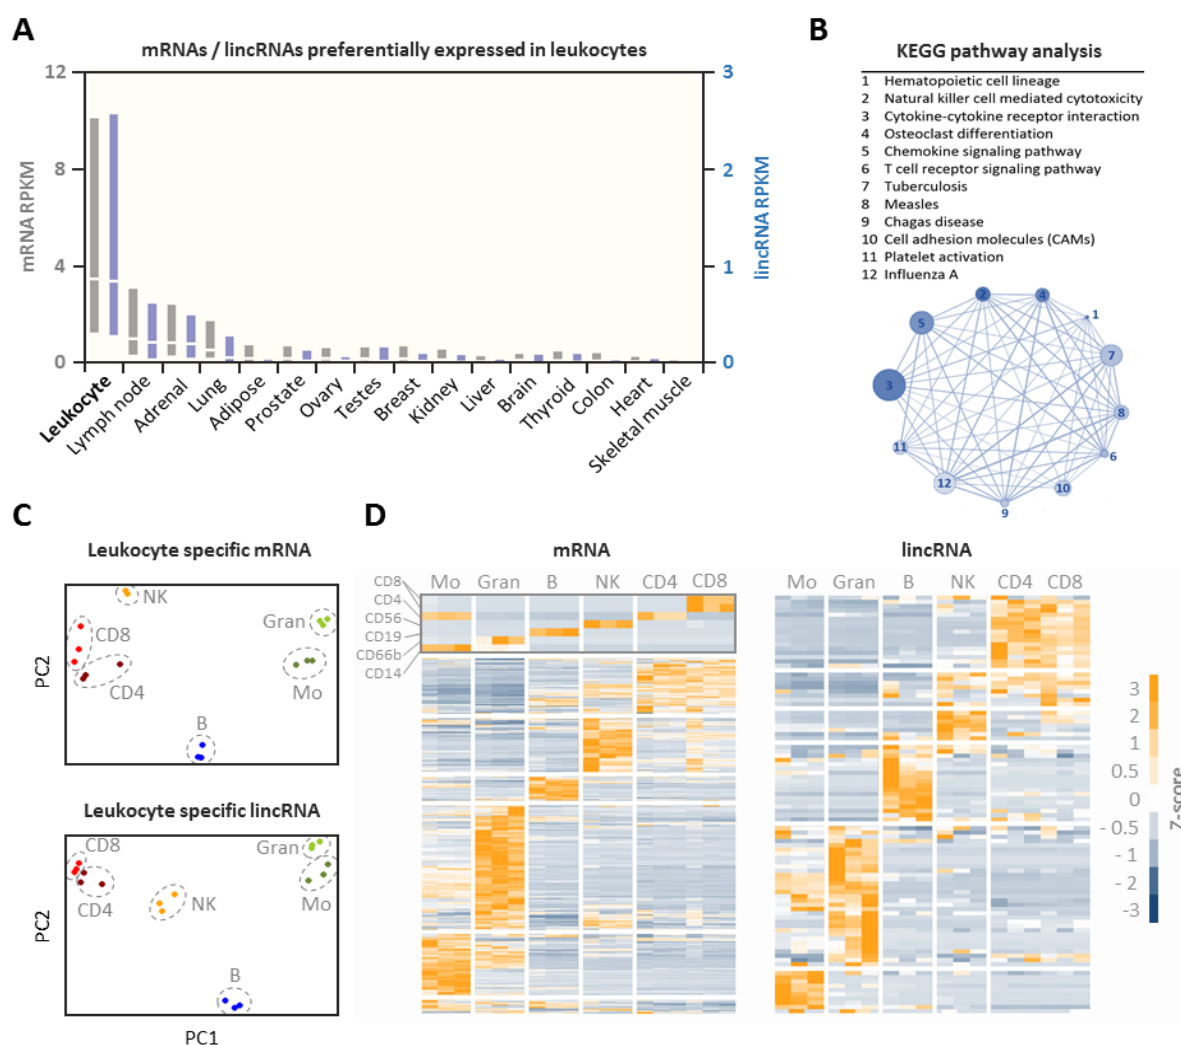 A
mRNAs / lincRNAs preferentially expressed in leukocytes
12
8
4
0
mRNA RPKM
3
2
1
0
lincRNA RPKM
Leukocyte
Lymph node
Adrenal
Lung
Adipose
Prostate
Ovary
Testes
Breast
Kidney
Liver
Brain
Thyroid
Colon
Heart
Skeletal muscle
B
KEGG pathway analysis
1 Hematopoietic cell lineage
2 Natural killer cell mediated cytotoxicity
3 Cytokine-cytokine receptor interaction
4 Osteoclast differentiation
5 Chemokine signaling pathway
6 T cell receptor signaling pathway
7 Tuberculosis
8 Measles
9 Chagas disease
10 Cell adhesion molecules (CAMs)
11 Platelet activation
12 Influenza A
2
4
1
5
7
3
8
11
6
12
10
9
C
Leukocyte specific mRNA
NK
CD8
Gran
CD4
Mo
B
PC2
Leukocyte specific lincRNA
CD8
Gran
CD4
NK
Mo
B
PC2
PC1
D
mRNA
Mo Gran B NK CD4 CD8
CD8
CD4
CD56
CD19
CD66b
CD14
lincRNA
Mo Gran B NK CD4 CD8
3
2
1
0.5
0
- 0.5
- 1
- 2
-3
Z-score